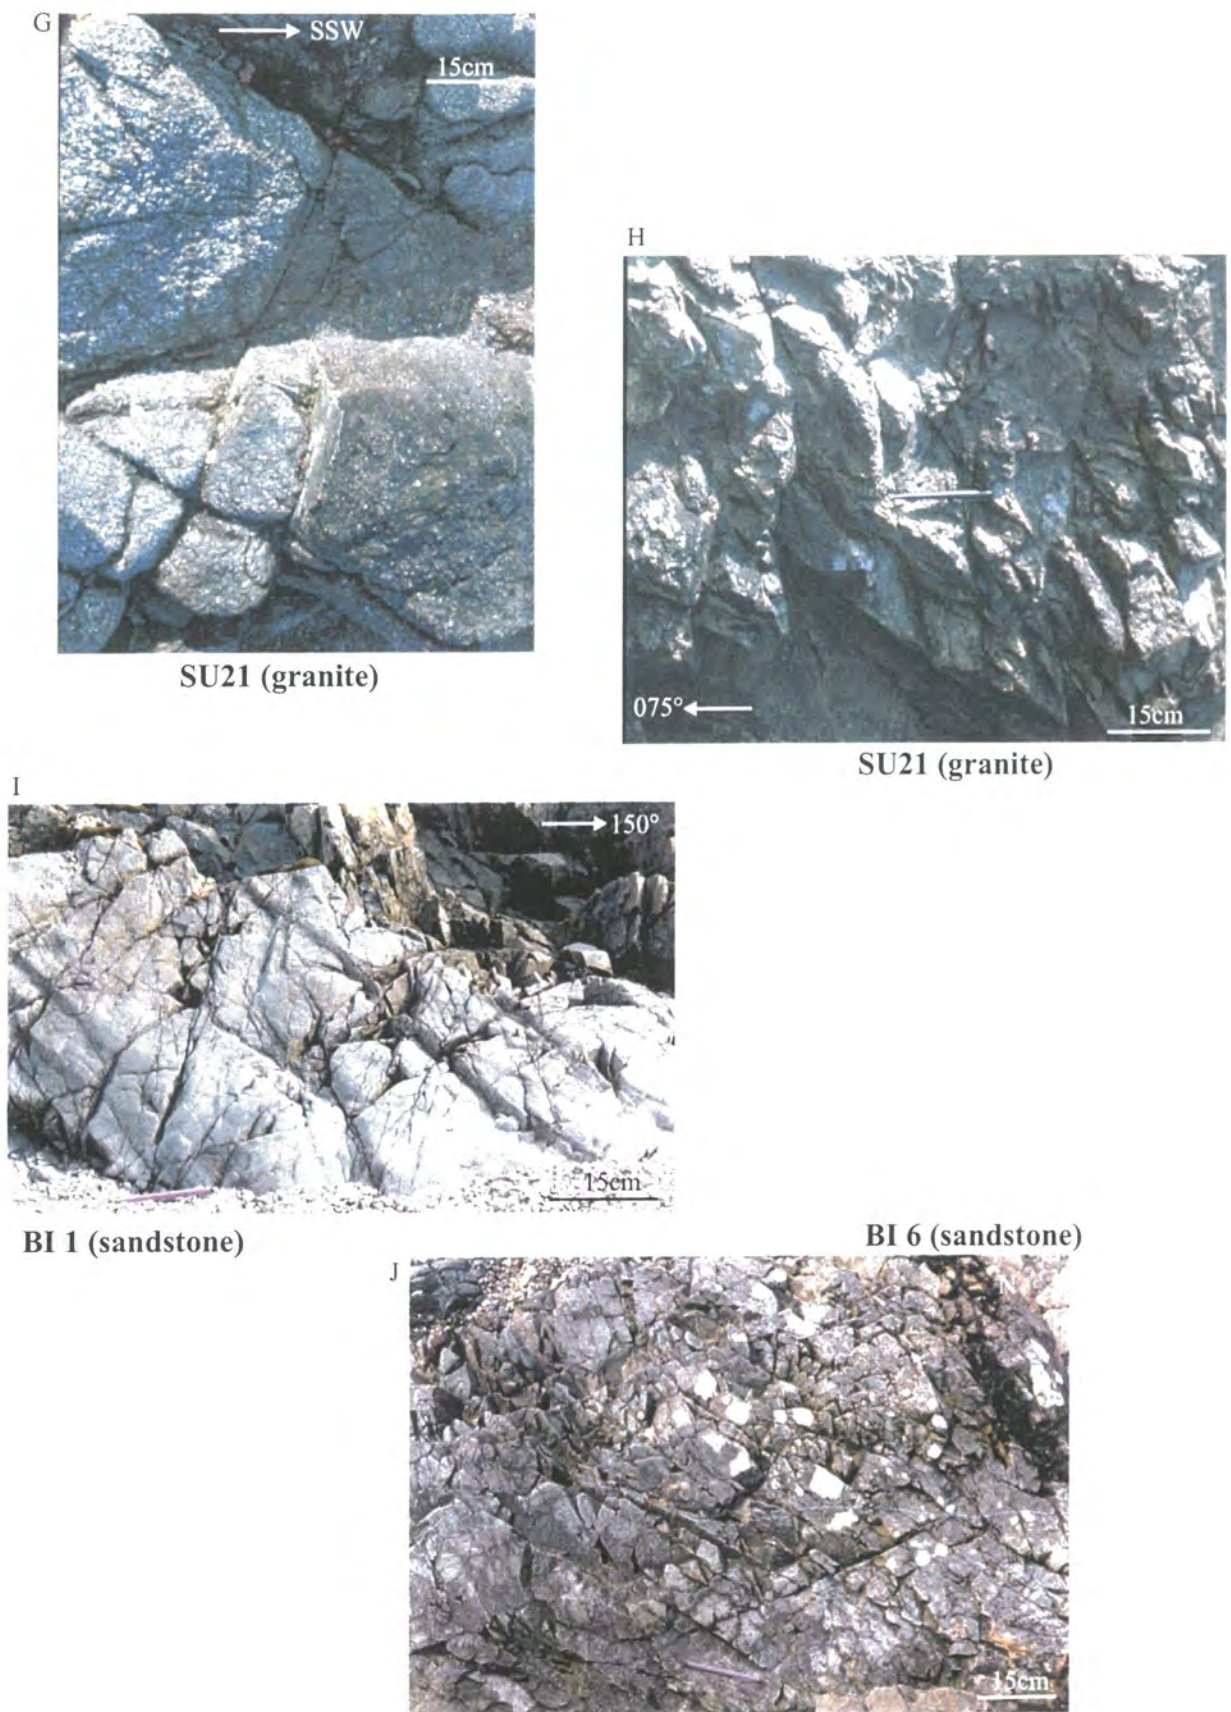 G
SSW
15cm
SU21 (granite)
H
075°
15cm
SU21 (granite)
I
150°
15cm
BI 1 (sandstone)
BI 6 (sandstone)
J
15cm